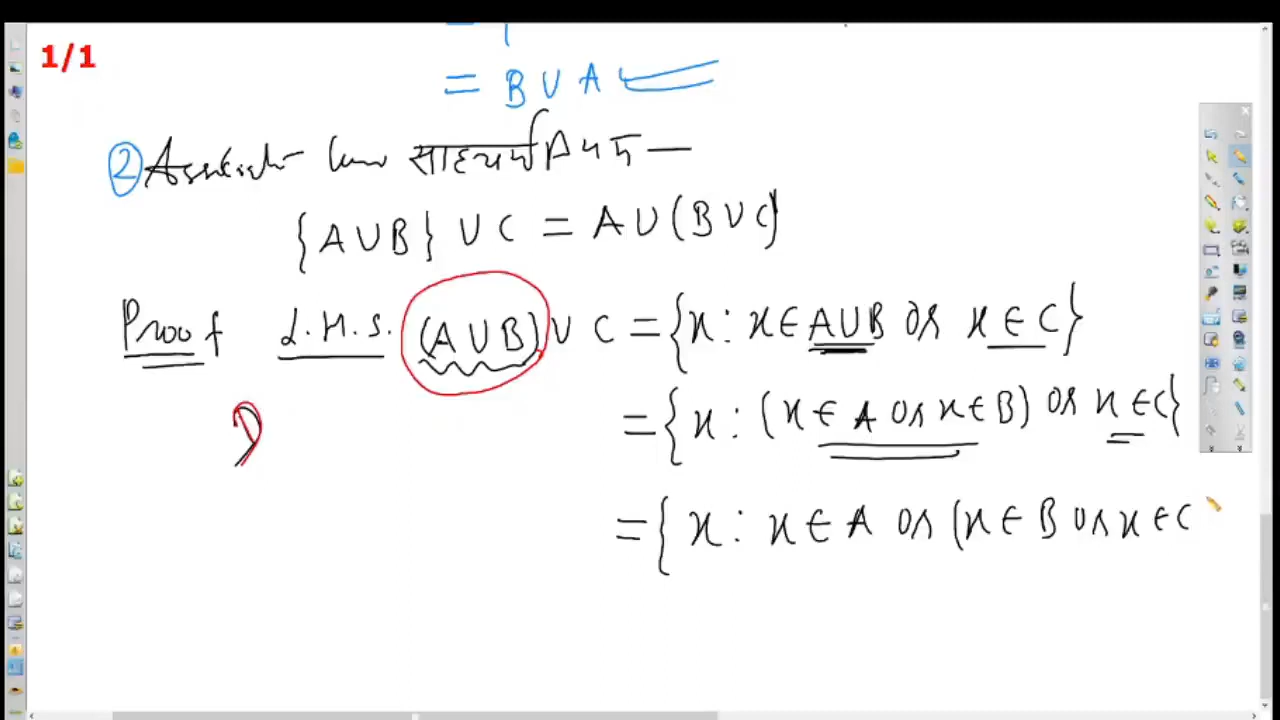 1/1
= B ∪ A
② Associative law साहचर्य नियम —
{A∪B} ∪ C = A∪(B∪C)
Proof L.H.S. (A∪B)∪ C = {x : x∈A∪B or x∈C}
= {x : (x∈A or x∈B) or x∈C}
= { x : x∈A or (x∈B or x∈C